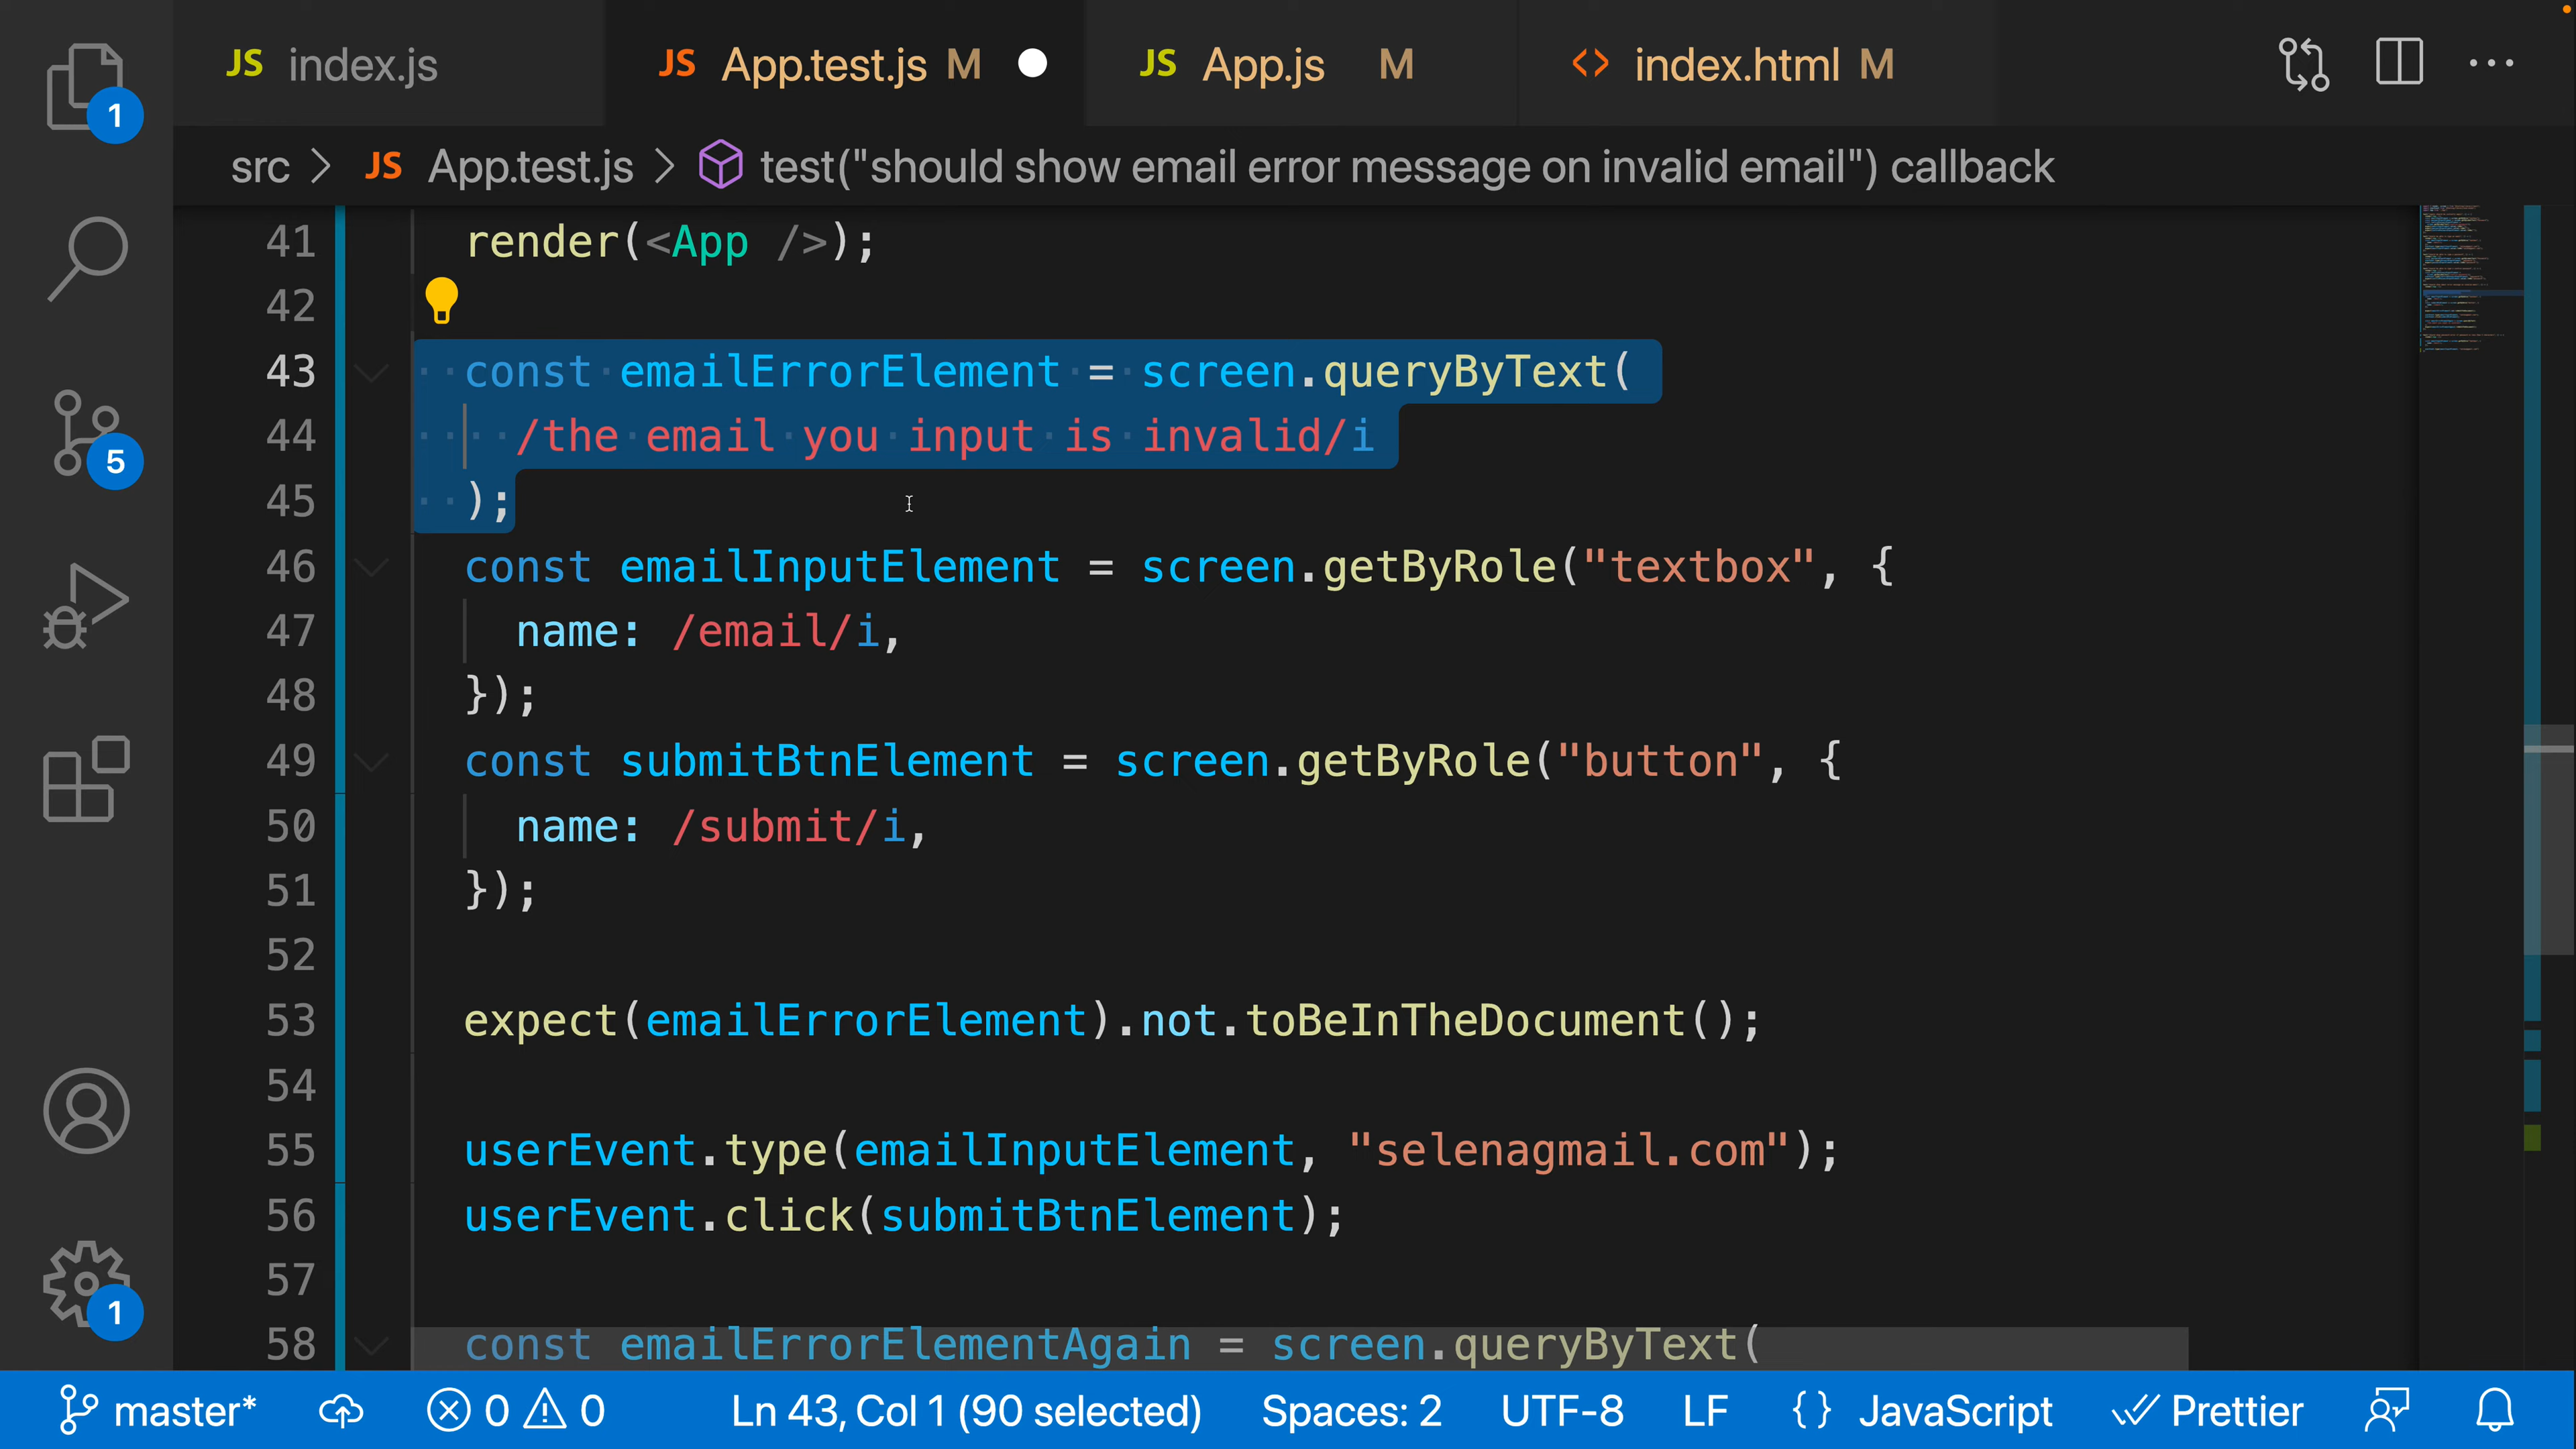 JS index.js JS App.test.js M JS App.js M <> index.html M
src > JS App.test.js > test("should show email error message on invalid email") callback
41 render(<App />);
42
43 const emailErrorElement = screen.queryByText(
44 /the email you input is invalid/i
45 );
46 const emailInputElement = screen.getByRole("textbox", {
47 name: /email/i,
48 });
49 const submitBtnElement = screen.getByRole("button", {
50 name: /submit/i,
51 });
52
53 expect(emailErrorElement).not.toBeInTheDocument();
54
55 userEvent.type(emailInputElement, "selenagmail.com");
56 userEvent.click(submitBtnElement);
57
58 const emailErrorElementAgain = screen.queryByText(
1
5
1
master* 0 0 Ln 43, Col 1 (90 selected) Spaces: 2 UTF-8 LF {} JavaScript Prettier